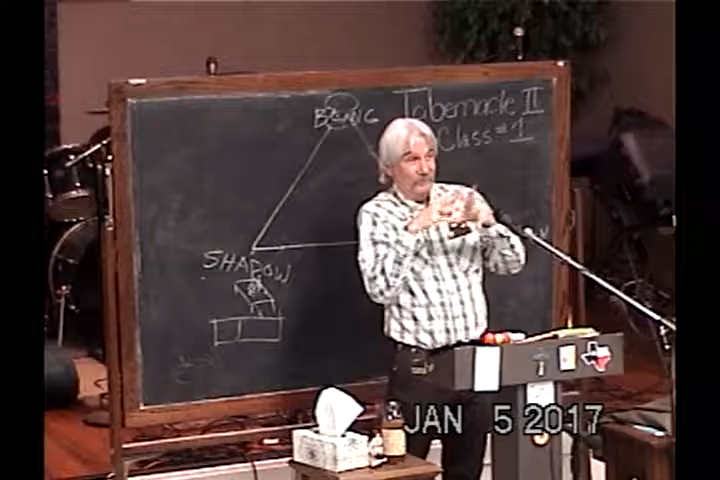 Tabernacle II
Class #1
BEING
SHADOW
JAN 5 2017